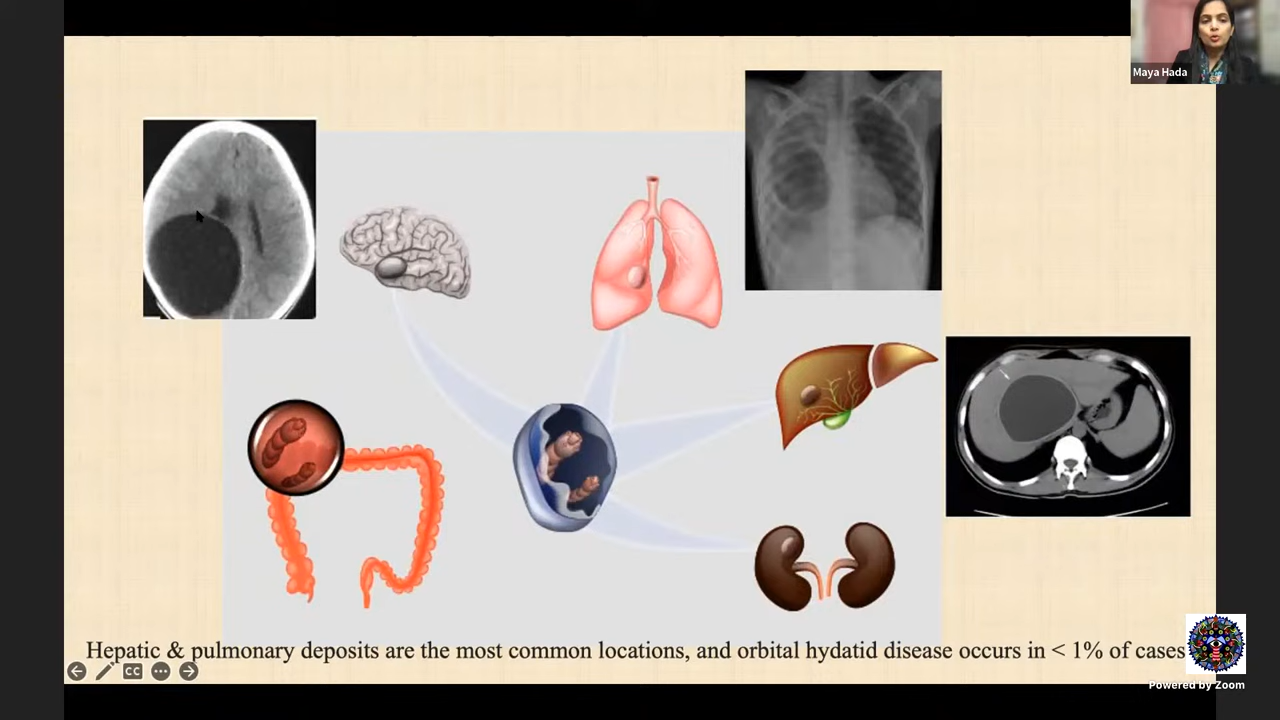 Maya Hada
Hepatic & pulmonary deposits are the most common locations, and orbital hydatid disease occurs in < 1% of cases
CC
Powered by Zoom